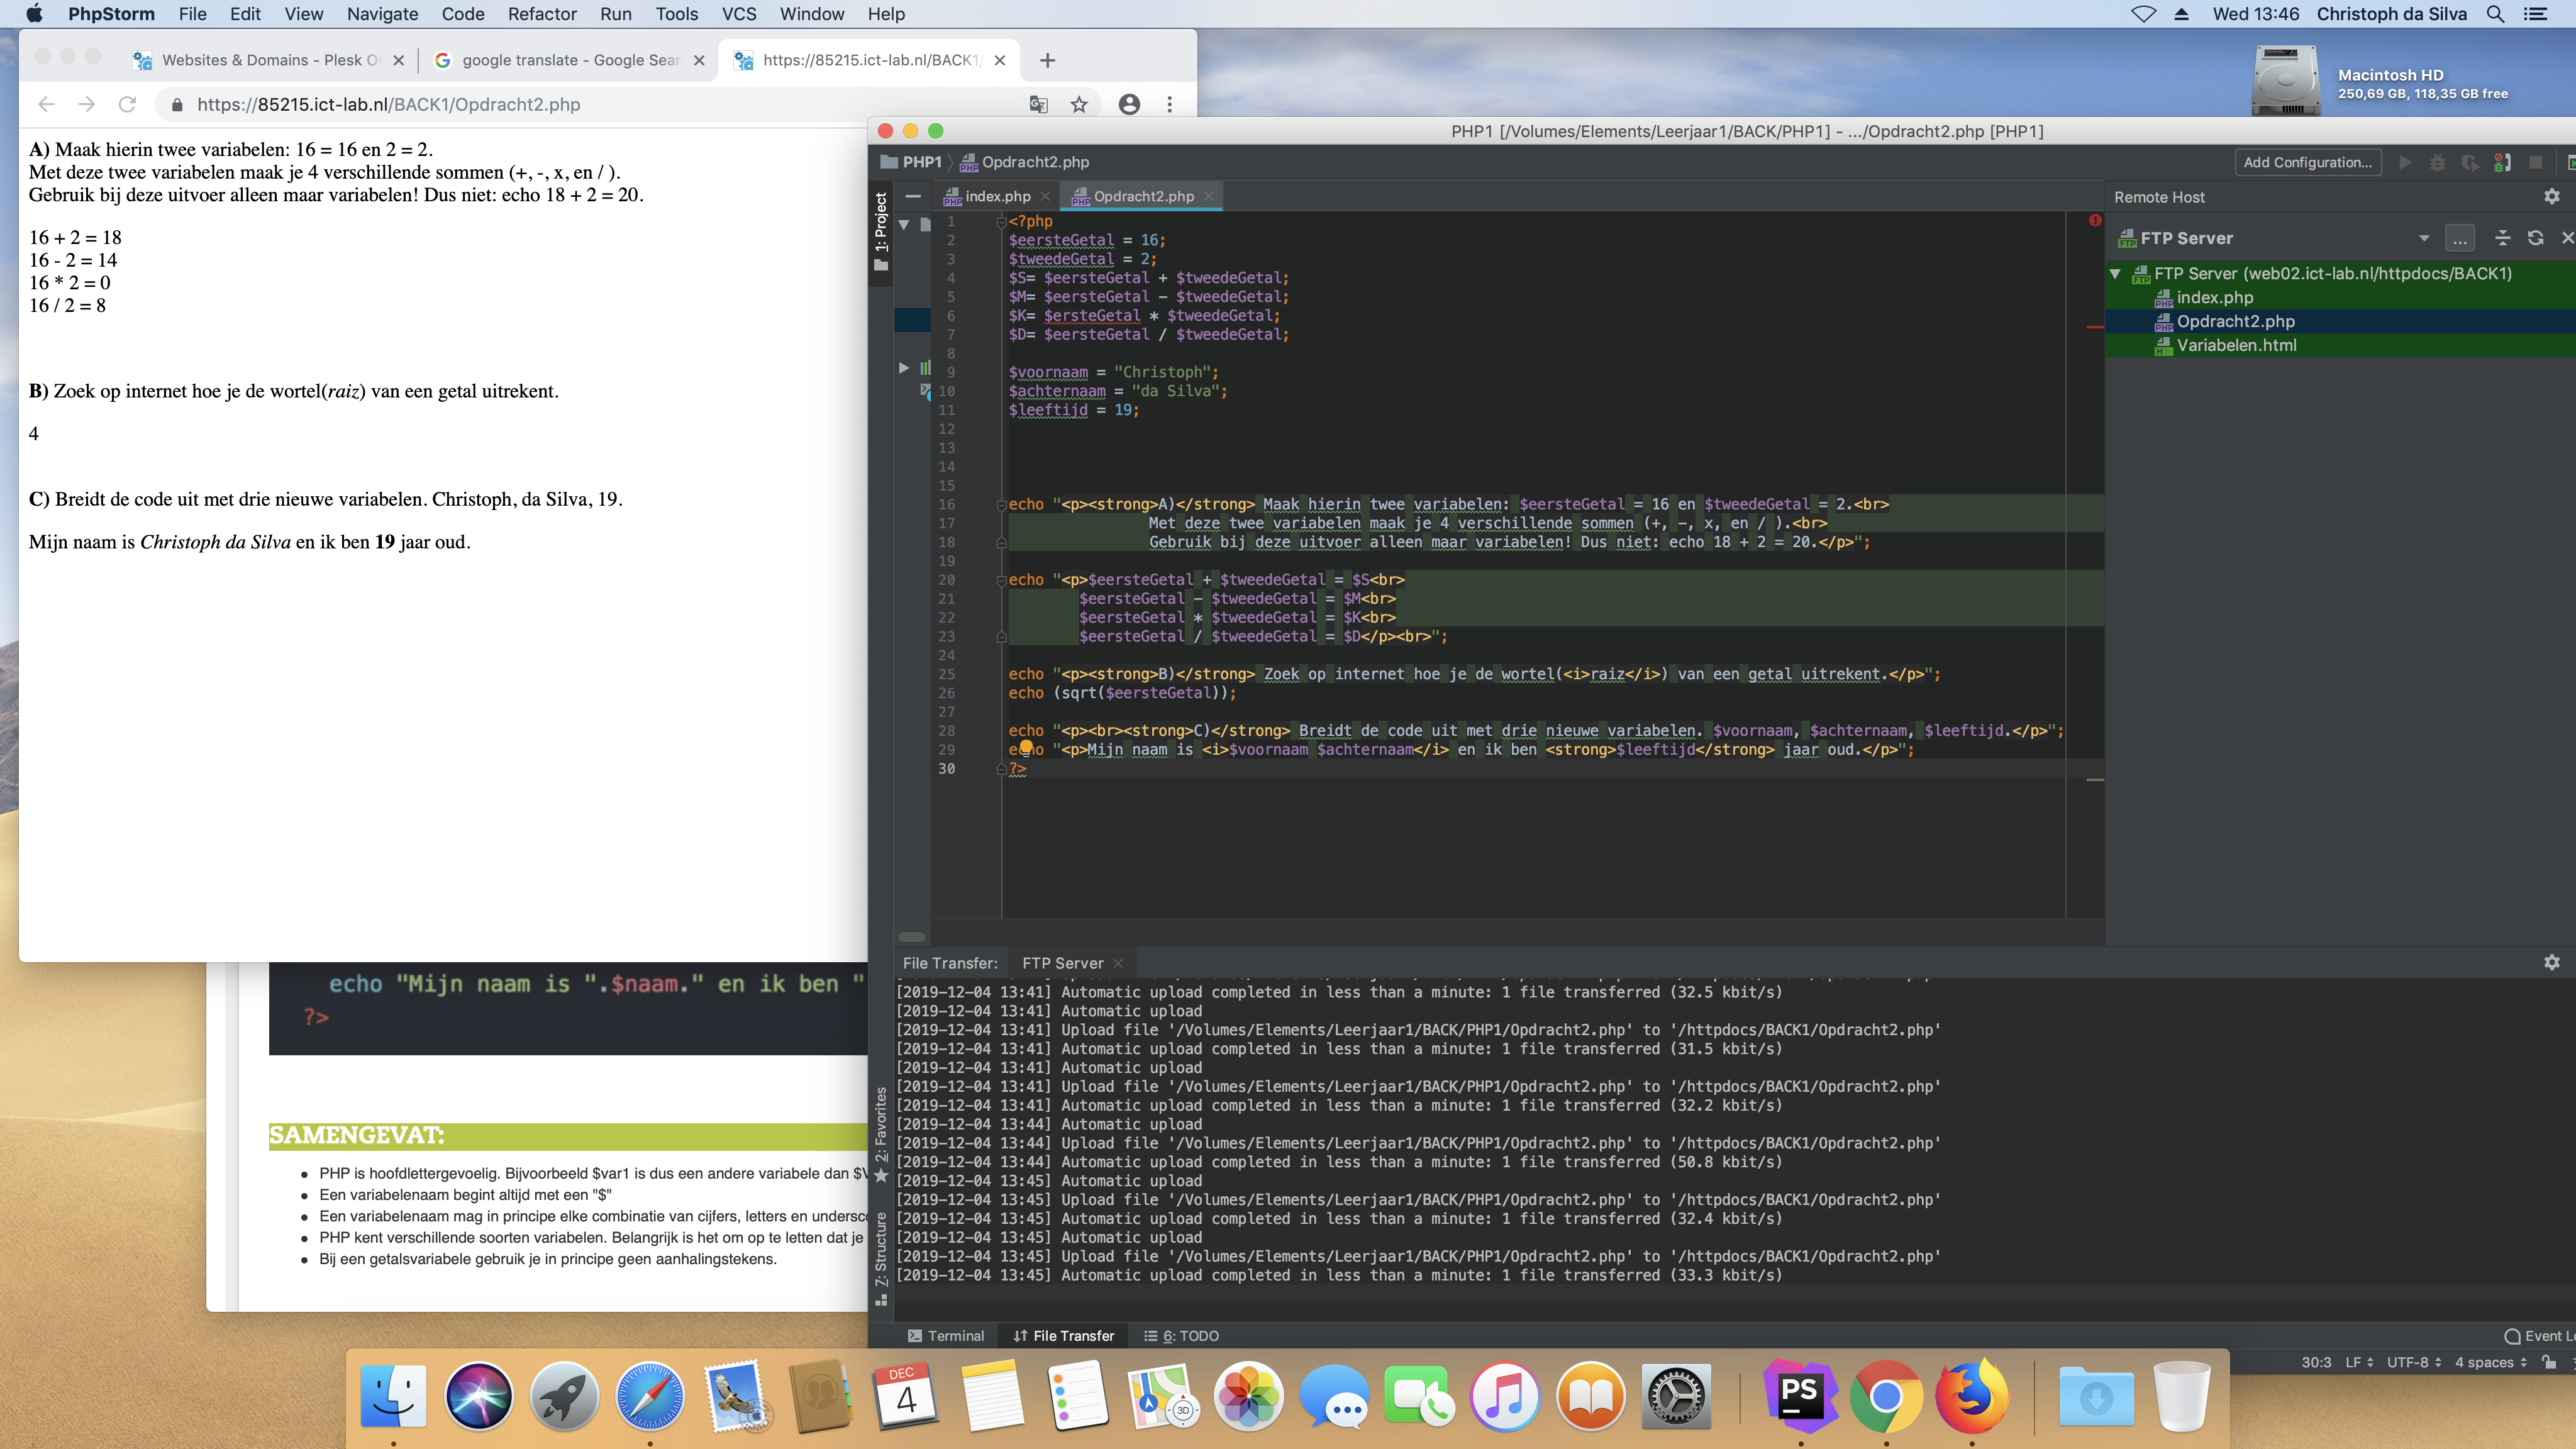 PhpStorm File Edit View Navigate Code Refactor Run Tools VCS Window Help
Wed 13:46 Christoph da Silva
Macintosh HD
250,69 GB, 118,35 GB free
Websites & Domains - Plesk
google translate - Google Sear
https://85215.ict-lab.nl/BACK1/
https://85215.ict-lab.nl/BACK1/Opdracht2.php
A) Maak hierin twee variabelen: 16 = 16 en 2 = 2.
Met deze twee variabelen maak je 4 verschillende sommen (+, -, x, en / ).
Gebruik bij deze uitvoer alleen maar variabelen! Dus niet: echo 18 + 2 = 20.
16 + 2 = 18
16 - 2 = 14
16 * 2 = 0
16 / 2 = 8
B) Zoek op internet hoe je de wortel(raiz) van een getal uitrekent.
4
C) Breidt de code uit met drie nieuwe variabelen. Christoph, da Silva, 19.
Mijn naam is Christoph da Silva en ik ben 19 jaar oud.
echo "Mijn naam is ".$naam." en ik ben "
?>
SAMENGEVAT:
PHP is hoofdlettergevoelig. Bijvoorbeeld $var1 is dus een andere variabele dan
Een variabelenaam begint altijd met een "$"
Een variabelenaam mag in principe elke combinatie van cijfers, letters en undersco
PHP kent verschillende soorten variabelen. Belangrijk is het om op te letten dat je
Bij een getalsvariabele gebruik je in principe geen aanhalingstekens.
PHP1 [/Volumes/Elements/Leerjaar1/BACK/PHP1] - .../Opdracht2.php [PHP1]
PHP1 Opdracht2.php
Add Configuration...
index.php
Opdracht2.php
1: Project
2: Favorites
7: Structure
1 <?php
2 $eersteGetal = 16;
3 $tweedeGetal = 2;
4 $S= $eersteGetal + $tweedeGetal;
5 $M= $eersteGetal - $tweedeGetal;
6 $K= $ersteGetal * $tweedeGetal;
7 $D= $eersteGetal / $tweedeGetal;
8
9 $voornaam = "Christoph";
10 $achternaam = "da Silva";
11 $leeftijd = 19;
12
13
14
15
16 echo "<p><strong>A)</strong> Maak hierin twee variabelen: $eersteGetal = 16 en $tweedeGetal = 2.<br>
17 Met deze twee variabelen maak je 4 verschillende sommen (+, -, x, en / ).<br>
18 Gebruik bij deze uitvoer alleen maar variabelen! Dus niet: echo 18 + 2 = 20.</p>";
19
20 echo "<p>$eersteGetal + $tweedeGetal = $S<br>
21 $eersteGetal - $tweedeGetal = $M<br>
22 $eersteGetal * $tweedeGetal = $K<br>
23 $eersteGetal / $tweedeGetal = $D</p><br>";
24
25 echo "<p><strong>B)</strong> Zoek op internet hoe je de wortel(<i>raiz</i>) van een getal uitrekent.</p>";
26 echo (sqrt($eersteGetal));
27
28 echo "<p><br><strong>C)</strong> Breidt de code uit met drie nieuwe variabelen. $voornaam, $achternaam, $leeftijd.</p>";
29 echo "<p>Mijn naam is <i>$voornaam $achternaam</i> en ik ben <strong>$leeftijd</strong> jaar oud.</p>";
30 ?>
Remote Host
FTP Server
...
FTP Server (web02.ict-lab.nl/httpdocs/BACK1)
index.php
Opdracht2.php
Variabelen.html
File Transfer: FTP Server
[2019-12-04 13:41] Automatic upload completed in less than a minute: 1 file transferred (32.5 kbit/s)
[2019-12-04 13:41] Automatic upload
[2019-12-04 13:41] Upload file '/Volumes/Elements/Leerjaar1/BACK/PHP1/Opdracht2.php' to '/httpdocs/BACK1/Opdracht2.php'
[2019-12-04 13:41] Automatic upload completed in less than a minute: 1 file transferred (31.5 kbit/s)
[2019-12-04 13:41] Automatic upload
[2019-12-04 13:41] Upload file '/Volumes/Elements/Leerjaar1/BACK/PHP1/Opdracht2.php' to '/httpdocs/BACK1/Opdracht2.php'
[2019-12-04 13:41] Automatic upload completed in less than a minute: 1 file transferred (32.2 kbit/s)
[2019-12-04 13:44] Automatic upload
[2019-12-04 13:44] Upload file '/Volumes/Elements/Leerjaar1/BACK/PHP1/Opdracht2.php' to '/httpdocs/BACK1/Opdracht2.php'
[2019-12-04 13:44] Automatic upload completed in less than a minute: 1 file transferred (50.8 kbit/s)
[2019-12-04 13:45] Automatic upload
[2019-12-04 13:45] Upload file '/Volumes/Elements/Leerjaar1/BACK/PHP1/Opdracht2.php' to '/httpdocs/BACK1/Opdracht2.php'
[2019-12-04 13:45] Automatic upload completed in less than a minute: 1 file transferred (32.4 kbit/s)
[2019-12-04 13:45] Automatic upload
[2019-12-04 13:45] Upload file '/Volumes/Elements/Leerjaar1/BACK/PHP1/Opdracht2.php' to '/httpdocs/BACK1/Opdracht2.php'
[2019-12-04 13:45] Automatic upload completed in less than a minute: 1 file transferred (33.3 kbit/s)
Terminal File Transfer 6: TODO
Event L
30:3 LF UTF-8 4 spaces
DEC
4
3D
PS